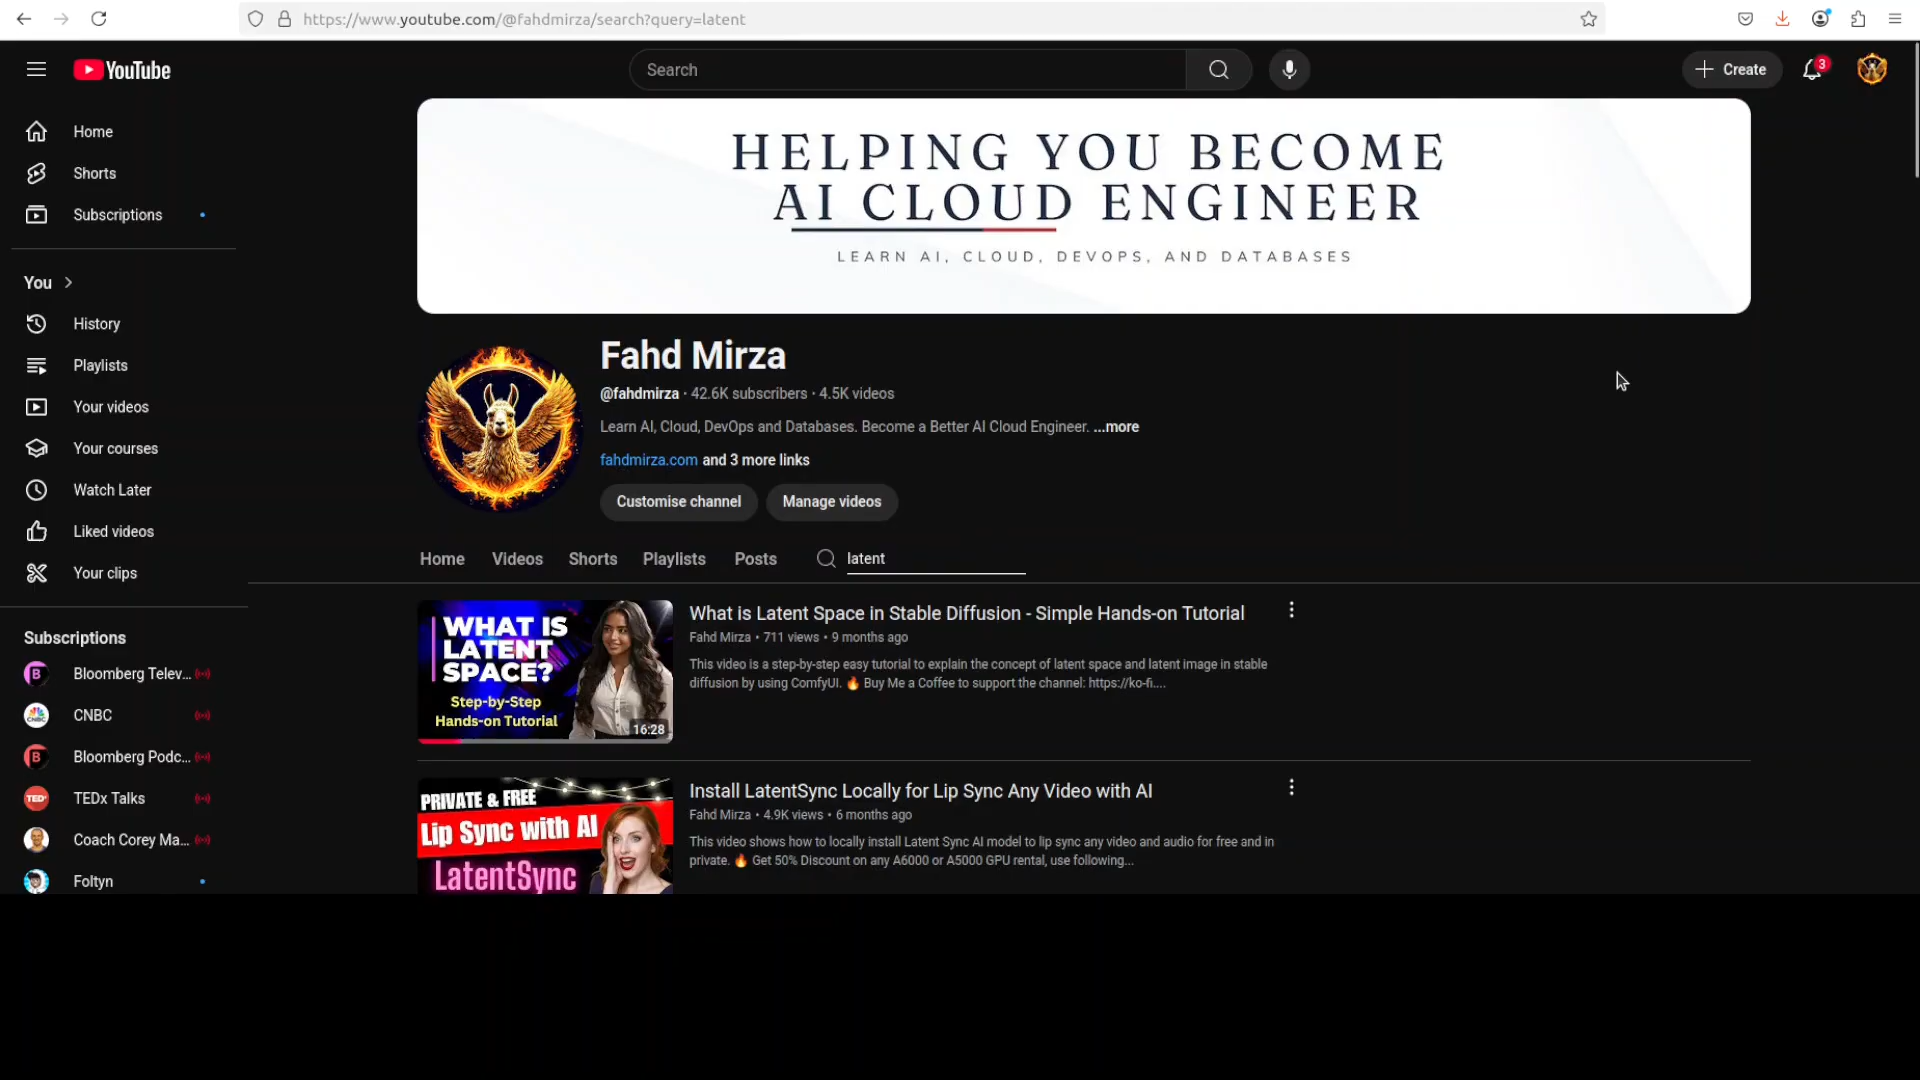 https://www.youtube.com/@fahdmirza/search?query=latent
YouTube
Search
Create
3
Home
Shorts
Subscriptions
You
History
Playlists
Your videos
Your courses
Watch Later
Liked videos
Your clips
Subscriptions
Bloomberg Telev...
CNBC
Bloomberg Podc...
TEDx Talks
Coach Corey Ma...
Foltyn
HELPING YOU BECOME
AI CLOUD ENGINEER
LEARN AI, CLOUD, DEVOPS, AND DATABASES
Fahd Mirza
@fahdmirza · 42.6K subscribers · 4.5K videos
Learn AI, Cloud, DevOps and Databases. Become a Better AI Cloud Engineer. ...more
fahdmirza.com and 3 more links
Customise channel Manage videos
Home Videos Shorts Playlists Posts latent
WHAT IS
LATENT
SPACE?
Step-by-Step
Hands-on Tutorial
16:28
What is Latent Space in Stable Diffusion - Simple Hands-on Tutorial
Fahd Mirza • 711 views • 9 months ago
This video is a step-by-step easy tutorial to explain the concept of latent space and latent image in stable
diffusion by using ComfyUI. 🔥 Buy Me a Coffee to support the channel: https://ko-fi....
PRIVATE & FREE
Lip Sync with AI
LatentSync
Install LatentSync Locally for Lip Sync Any Video with AI
Fahd Mirza • 4.9K views • 6 months ago
This video shows how to locally install Latent Sync AI model to lip sync any video and audio for free and in
private. 🔥 Get 50% Discount on any A6000 or A5000 GPU rental, use following...